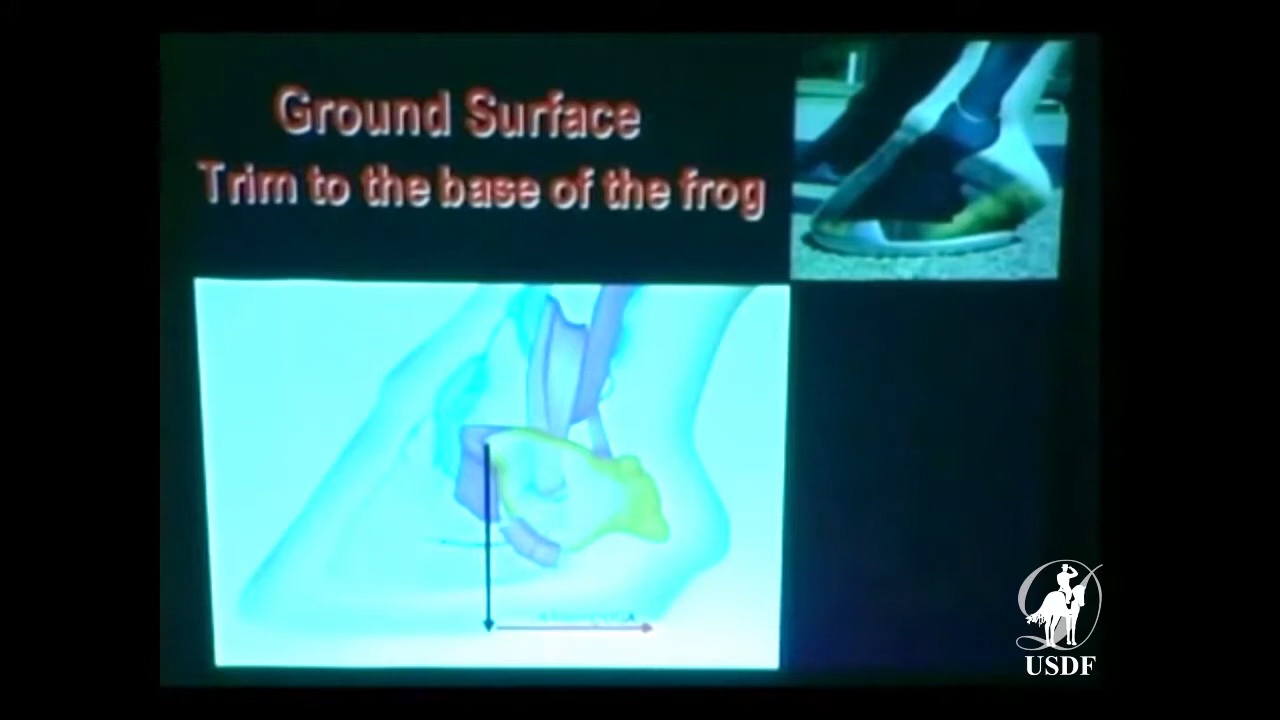 Ground Surface
Trim to the base of the frog
USDF